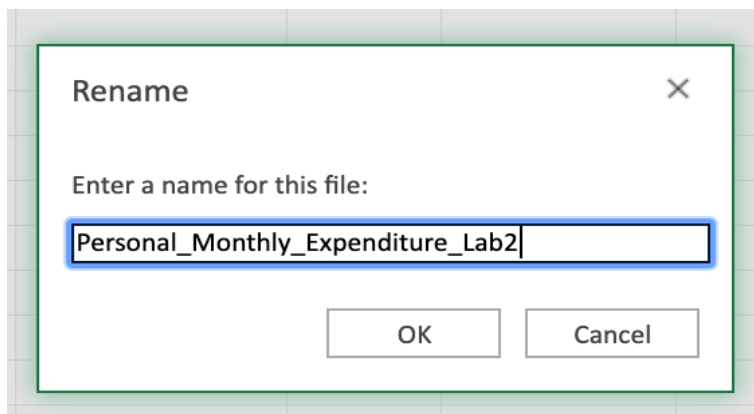 Rename
Enter a name for this file:
Personal_Monthly_Expenditure_Lab2
OK Cancel